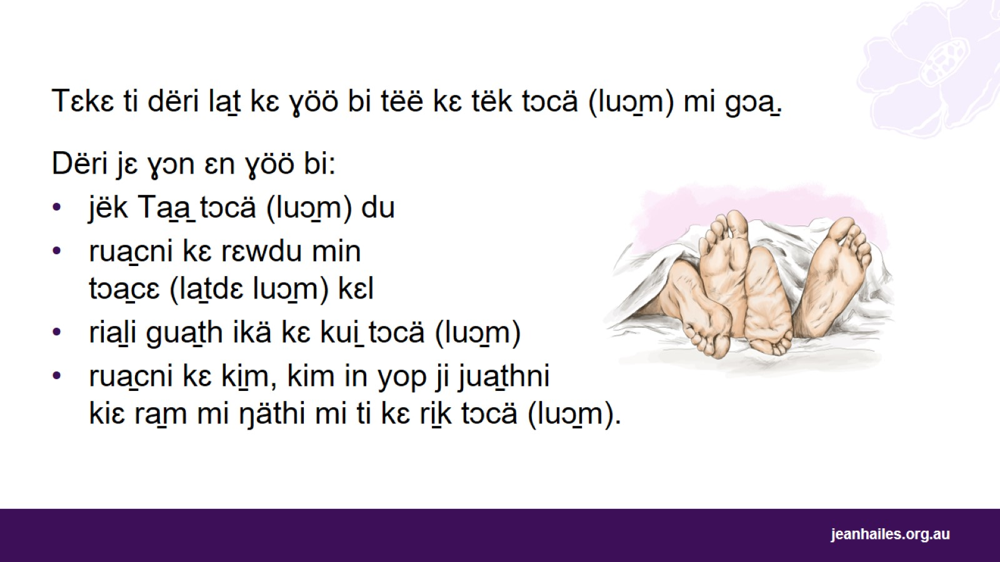 Tɛkɛ ti dëri la̱t̲ kɛ ɣöö bi tëë kɛ tëk tɔcä (luɔ̱m) mi gɔa̱.
Dëri jɛ ɣɔn ɛn ɣöö bi:
• jëk Ta̱a̱ tɔcä (luɔ̱m) du
• rua̱cni kɛ rɛwdu min
tɔa̱cɛ (la̱tdɛ luɔ̱m) kɛl
• ria̱li gua̱th ikä kɛ kui̱ tɔcä (luɔ̱m)
• rua̱cni kɛ ki̱m, kim in yop ji jua̱thni
kiɛ ra̱m mi ŋäthi mi ti kɛ ri̱k tɔcä (luɔ̱m).
jeanhailes.org.au